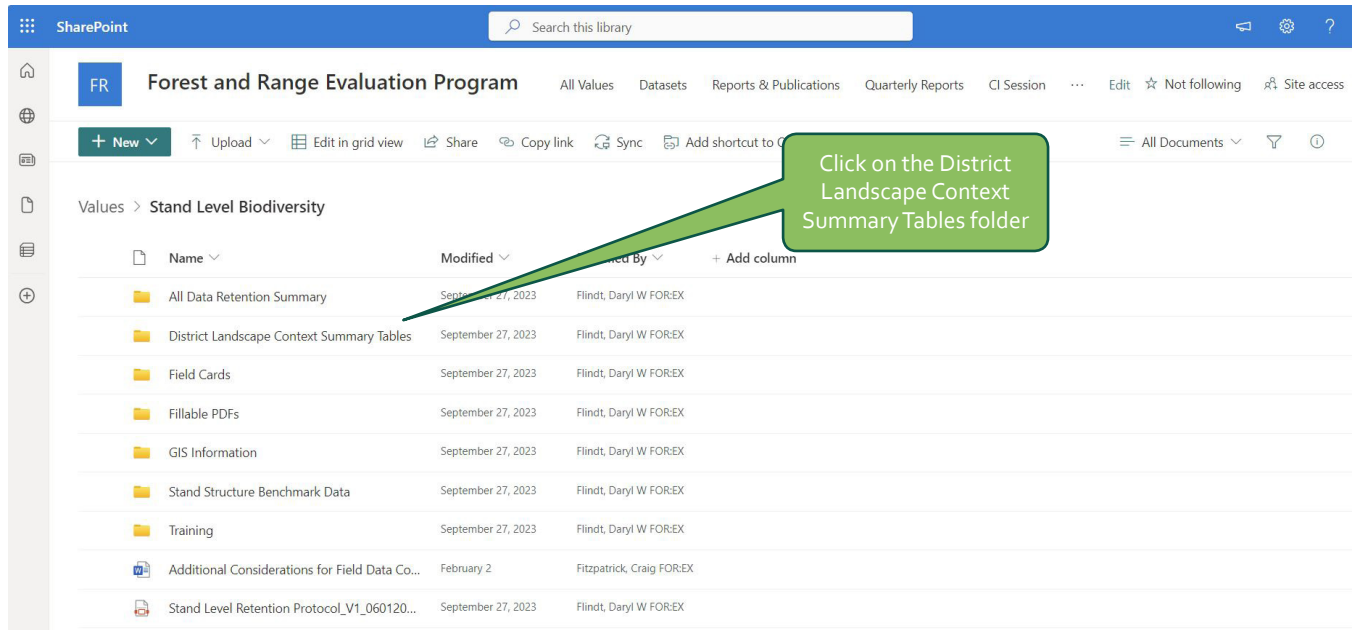 SharePoint
Search this library
?
FR
Forest and Range Evaluation Program
All Values Datasets Reports & Publications Quarterly Reports CI Session ... Edit Not following Site access
+ New Upload Edit in grid view Share Copy link Sync Add shortcut to All Documents
Click on the District
Landscape Context
Summary Tables folder
Values > Stand Level Biodiversity
Name Modified By + Add column
All Data Retention Summary September 27, 2023 Flindt, Daryl W FOR:EX
District Landscape Context Summary Tables September 27, 2023 Flindt, Daryl W FOR:EX
Field Cards September 27, 2023 Flindt, Daryl W FOR:EX
Fillable PDFs September 27, 2023 Flindt, Daryl W FOR:EX
GIS Information September 27, 2023 Flindt, Daryl W FOR:EX
Stand Structure Benchmark Data September 27, 2023 Flindt, Daryl W FOR:EX
Training September 27, 2023 Flindt, Daryl W FOR:EX
Additional Considerations for Field Data Co... February 2 Fitzpatrick, Craig FOR:EX
Stand Level Retention Protocol_V1_060120... September 27, 2023 Flindt, Daryl W FOR:EX